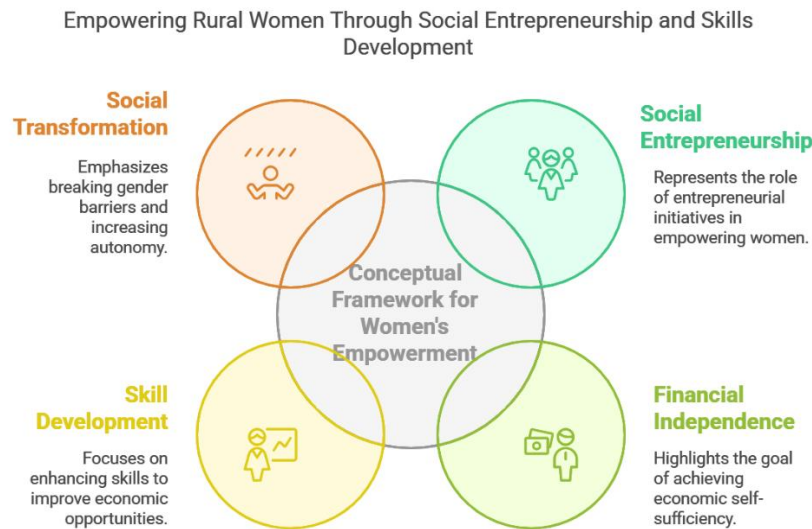 Empowering Rural Women Through Social Entrepreneurship and Skills
Development
Social
Transformation
Emphasizes
breaking gender
barriers and
increasing
autonomy.
Social
Entrepreneurship
Represents the role
of entrepreneurial
initiatives in
empowering women.
Conceptual
Framework for
Women's
Empowerment
Skill
Development
Focuses on
enhancing skills to
improve economic
opportunities.
Financial
Independence
Highlights the goal
of achieving
economic self-
sufficiency.